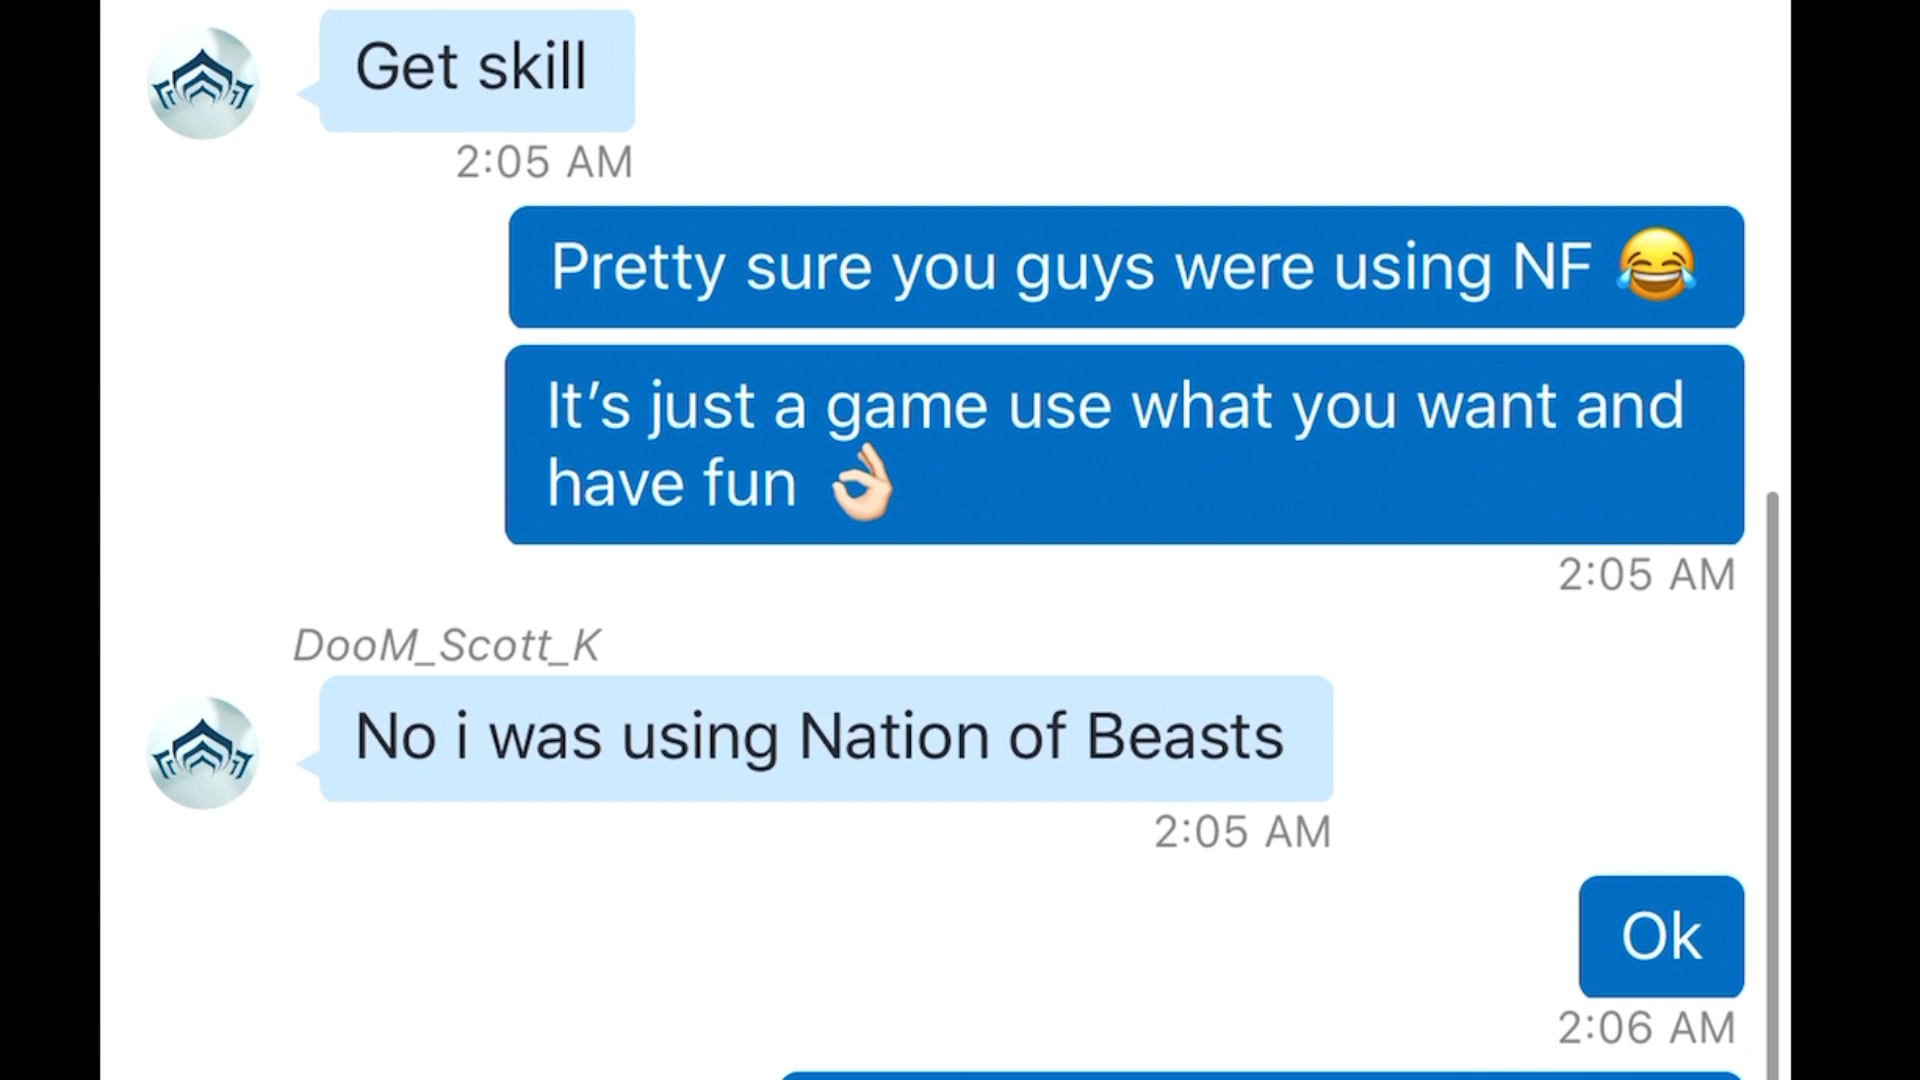 Get skill
2:05 AM
Pretty sure you guys were using NF 😂
It’s just a game use what you want and
have fun 👌🏻
2:05 AM
DooM_Scott_K
No i was using Nation of Beasts
2:05 AM
Ok
2:06 AM